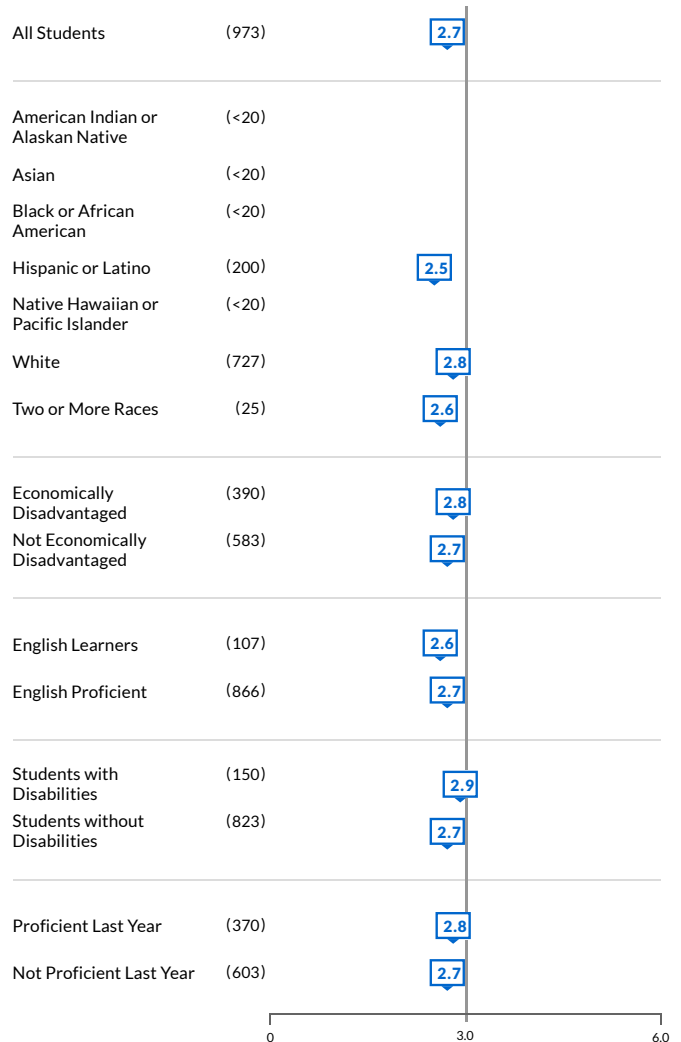 All Students (973) 2.7
American Indian or (<20)
Alaskan Native
Asian (<20)
Black or African (<20)
American
Hispanic or Latino (200) 2.5
Native Hawaiian or (<20)
Pacific Islander
White (727) 2.8
Two or More Races (25) 2.6
Economically (390) 2.8
Disadvantaged
Not Economically (583) 2.7
Disadvantaged
English Learners (107) 2.6
English Proficient (866) 2.7
Students with (150) 2.9
Disabilities
Students without (823) 2.7
Disabilities
Proficient Last Year (370) 2.8
Not Proficient Last Year (603) 2.7
0 3.0 6.0